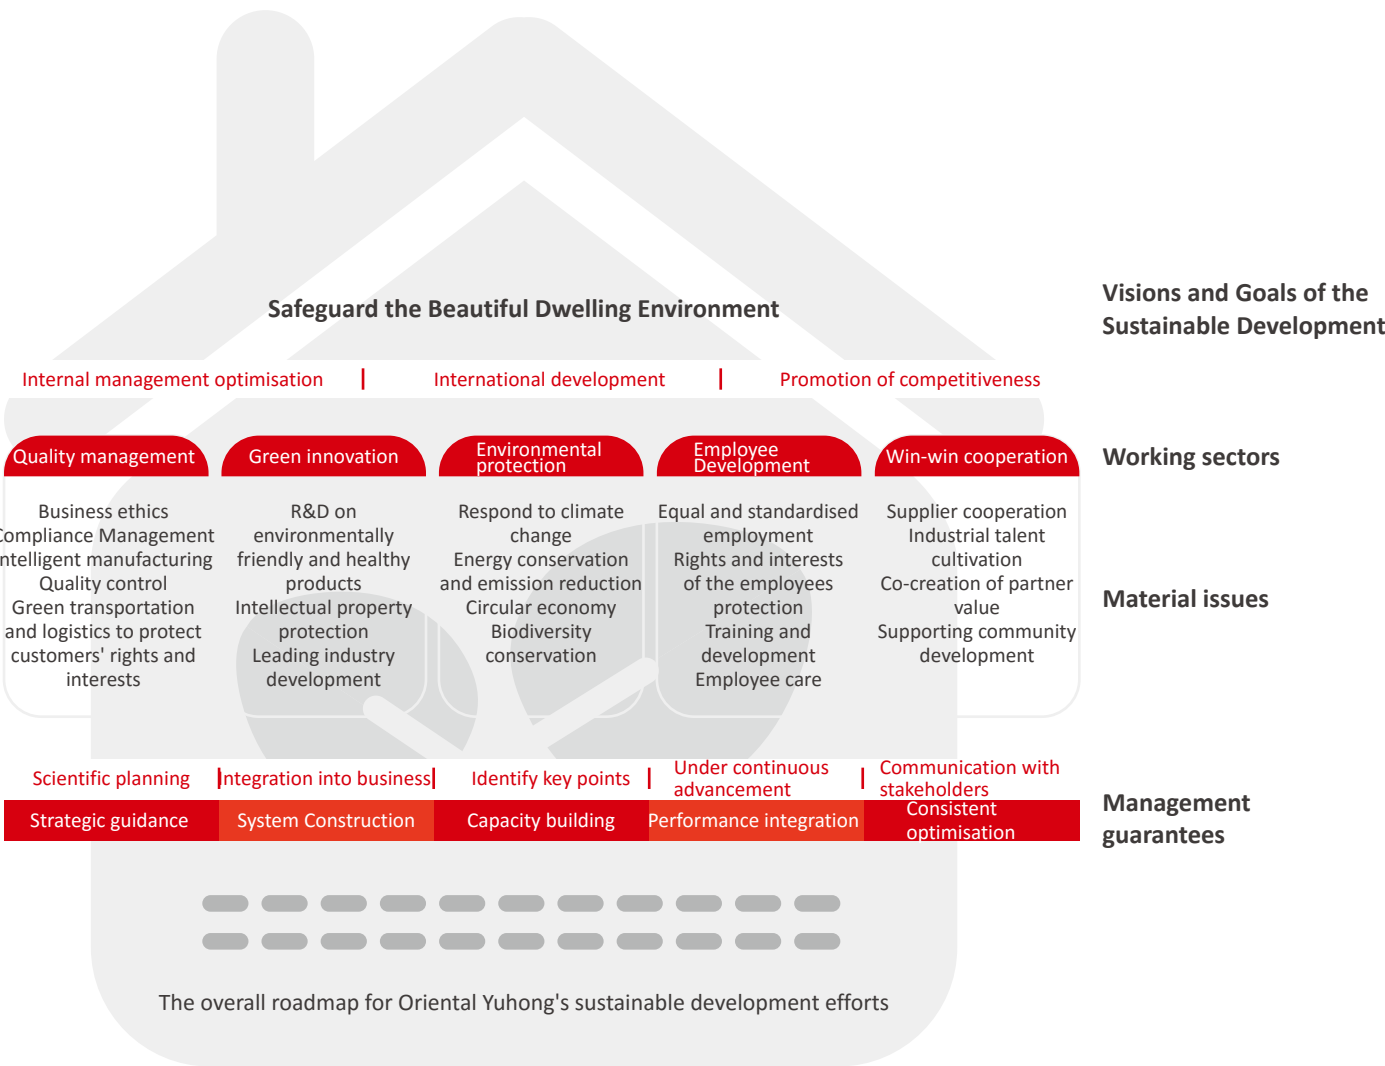 Safeguard the Beautiful Dwelling Environment
Visions and Goals of the
Sustainable Development
Internal management optimisation
International development
Promotion of competitiveness
Quality management
Green innovation
Environmental
protection
Employee
Development
Win-win cooperation
Working sectors
Business ethics
Compliance Management
Intelligent manufacturing
Quality control
Green transportation
and logistics to protect
customers' rights and
interests
R&D on
environmentally
friendly and healthy
products
Intellectual property
protection
Leading industry
development
Respond to climate
change
Energy conservation
and emission reduction
Circular economy
Biodiversity
conservation
Equal and standardised
employment
Rights and interests
of the employees
protection
Training and
development
Employee care
Supplier cooperation
Industrial talent
cultivation
Co-creation of partner
value
Supporting community
development
Material issues
Scientific planning
Integration into business
Identify key points
Under continuous
advancement
Communication with
stakeholders
Strategic guidance
System Construction
Capacity building
Performance integration
Consistent
optimisation
Management
guarantees
The overall roadmap for Oriental Yuhong's sustainable development efforts